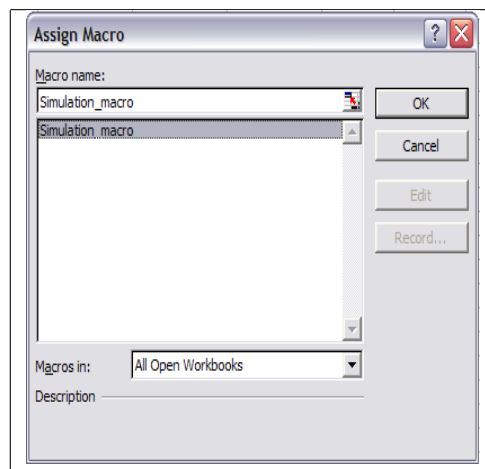 Assign Macro
Macro name:
Simulation_macro
OK
Simulation_macro
Cancel
Edit
Record...
Macros in:
All Open Workbooks
Description